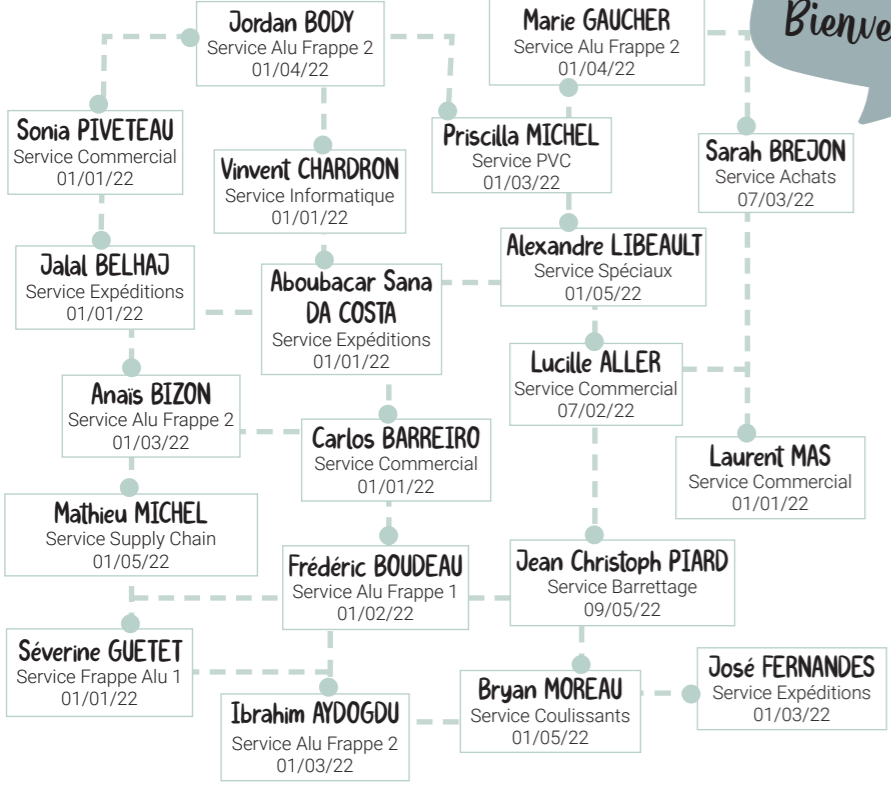 Jordan BODY
Service Alu Frappe 2
01/04/22
Marie GAUCHER
Service Alu Frappe 2
01/04/22
Sonia PIVETEAU
Service Commercial
01/01/22
Vinvent CHARDRON
Service Informatique
01/01/22
Priscilla MICHEL
Service PVC
01/03/22
Sarah BREJON
Service Achats
07/03/22
Jalal BELHAJ
Service Expéditions
01/01/22
Aboubacar Sana
DA COSTA
Service Expéditions
01/01/22
Alexandre LIBEAULT
Service Spéciaux
01/05/22
Anaïs BIZON
Service Alu Frappe 2
01/03/22
Carlos BARREIRO
Service Commercial
01/01/22
Lucille ALLER
Service Commercial
07/02/22
Laurent MAS
Service Commercial
01/01/22
Mathieu MICHEL
Service Supply Chain
01/05/22
Frédéric BOUDEAU
Service Alu Frappe 1
01/02/22
Jean Christoph PIARD
Service Barrettage
09/05/22
Séverine GUETET
Service Frappe Alu 1
01/01/22
Ibrahim AYDOGDU
Service Alu Frappe 2
01/03/22
Bryan MOREAU
Service Coulissants
01/05/22
José FERNANDES
Service Expéditions
01/03/22